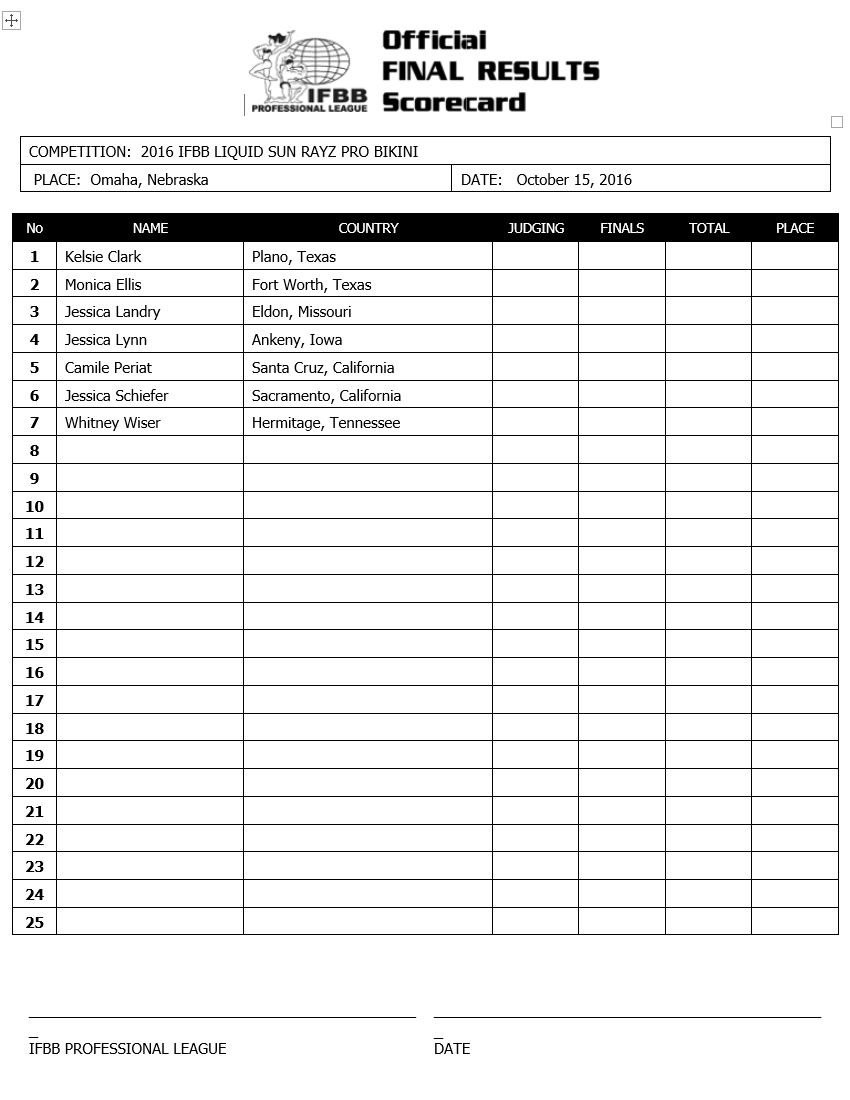 Official
FINAL RESULTS
Scorecard
IFBB
PROFESSIONAL LEAGUE
COMPETITION: 2016 IFBB LIQUID SUN RAYZ PRO BIKINI
PLACE: Omaha, Nebraska DATE: October 15, 2016
No NAME COUNTRY JUDGING FINALS TOTAL PLACE
1 Kelsie Clark Plano, Texas
2 Monica Ellis Fort Worth, Texas
3 Jessica Landry Eldon, Missouri
4 Jessica Lynn Ankeny, Iowa
5 Camile Periat Santa Cruz, California
6 Jessica Schiefer Sacramento, California
7 Whitney Wiser Hermitage, Tennessee
8
9
10
11
12
13
14
15
16
17
18
19
20
21
22
23
24
25
IFBB PROFESSIONAL LEAGUE DATE